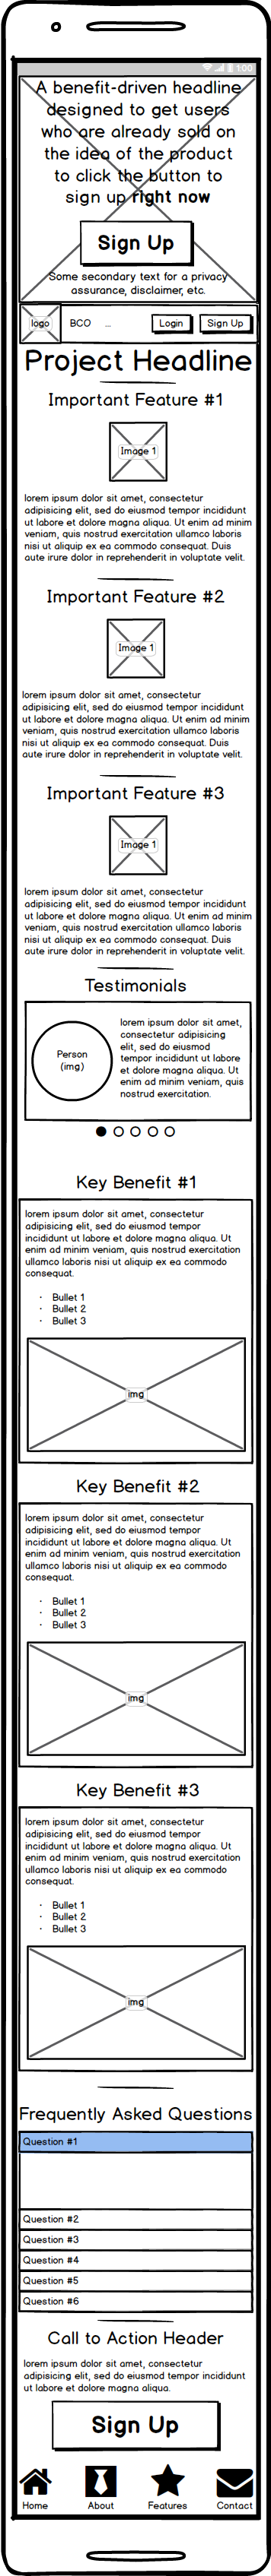 1:00
A benefit-driven headline
designed to get users
who are already sold on
the idea of the product
to click the button to
sign up right now
Sign Up
Some secondary text for a privacy
assurance, disclaimer, etc.
logo
BCO
...
Login
Sign Up
Project Headline
Important Feature #1
Image 1
lorem ipsum dolor sit amet, consectetur
adipisicing elit, sed do eiusmod tempor incididunt
ut labore et dolore magna aliqua. Ut enim ad minim
veniam, quis nostrud exercitation ullamco laboris
nisi ut aliquip ex ea commodo consequat. Duis
aute irure dolor in reprehenderit in voluptate velit.
Important Feature #2
Image 1
lorem ipsum dolor sit amet, consectetur
adipisicing elit, sed do eiusmod tempor incididunt
ut labore et dolore magna aliqua. Ut enim ad minim
veniam, quis nostrud exercitation ullamco laboris
nisi ut aliquip ex ea commodo consequat. Duis
aute irure dolor in reprehenderit in voluptate velit.
Important Feature #3
Image 1
lorem ipsum dolor sit amet, consectetur
adipisicing elit, sed do eiusmod tempor incididunt
ut labore et dolore magna aliqua. Ut enim ad minim
veniam, quis nostrud exercitation ullamco laboris
nisi ut aliquip ex ea commodo consequat. Duis
aute irure dolor in reprehenderit in voluptate velit.
Testimonials
Person
(img)
lorem ipsum dolor sit amet,
consectetur adipisicing
elit, sed do eiusmod
tempor incididunt ut labore
et dolore magna aliqua. Ut
enim ad minim veniam, quis
nostrud exercitation.
Key Benefit #1
lorem ipsum dolor sit amet, consectetur
adipisicing elit, sed do eiusmod tempor
incididunt ut labore et dolore magna aliqua. Ut
enim ad minim veniam, quis nostrud exercitation
ullamco laboris nisi ut aliquip ex ea commodo
consequat.
· Bullet 1
· Bullet 2
· Bullet 3
img
Key Benefit #2
lorem ipsum dolor sit amet, consectetur
adipisicing elit, sed do eiusmod tempor
incididunt ut labore et dolore magna aliqua. Ut
enim ad minim veniam, quis nostrud exercitation
ullamco laboris nisi ut aliquip ex ea commodo
consequat.
· Bullet 1
· Bullet 2
· Bullet 3
img
Key Benefit #3
lorem ipsum dolor sit amet, consectetur
adipisicing elit, sed do eiusmod tempor
incididunt ut labore et dolore magna aliqua. Ut
enim ad minim veniam, quis nostrud exercitation
ullamco laboris nisi ut aliquip ex ea commodo
consequat.
· Bullet 1
· Bullet 2
· Bullet 3
img
Frequently Asked Questions
Question #1
Question #2
Question #3
Question #4
Question #5
Question #6
Call to Action Header
lorem ipsum dolor sit amet, consectetur
adipisicing elit, sed do eiusmod tempor incididunt
ut labore et dolore magna aliqua.
Sign Up
Home
About
Features
Contact